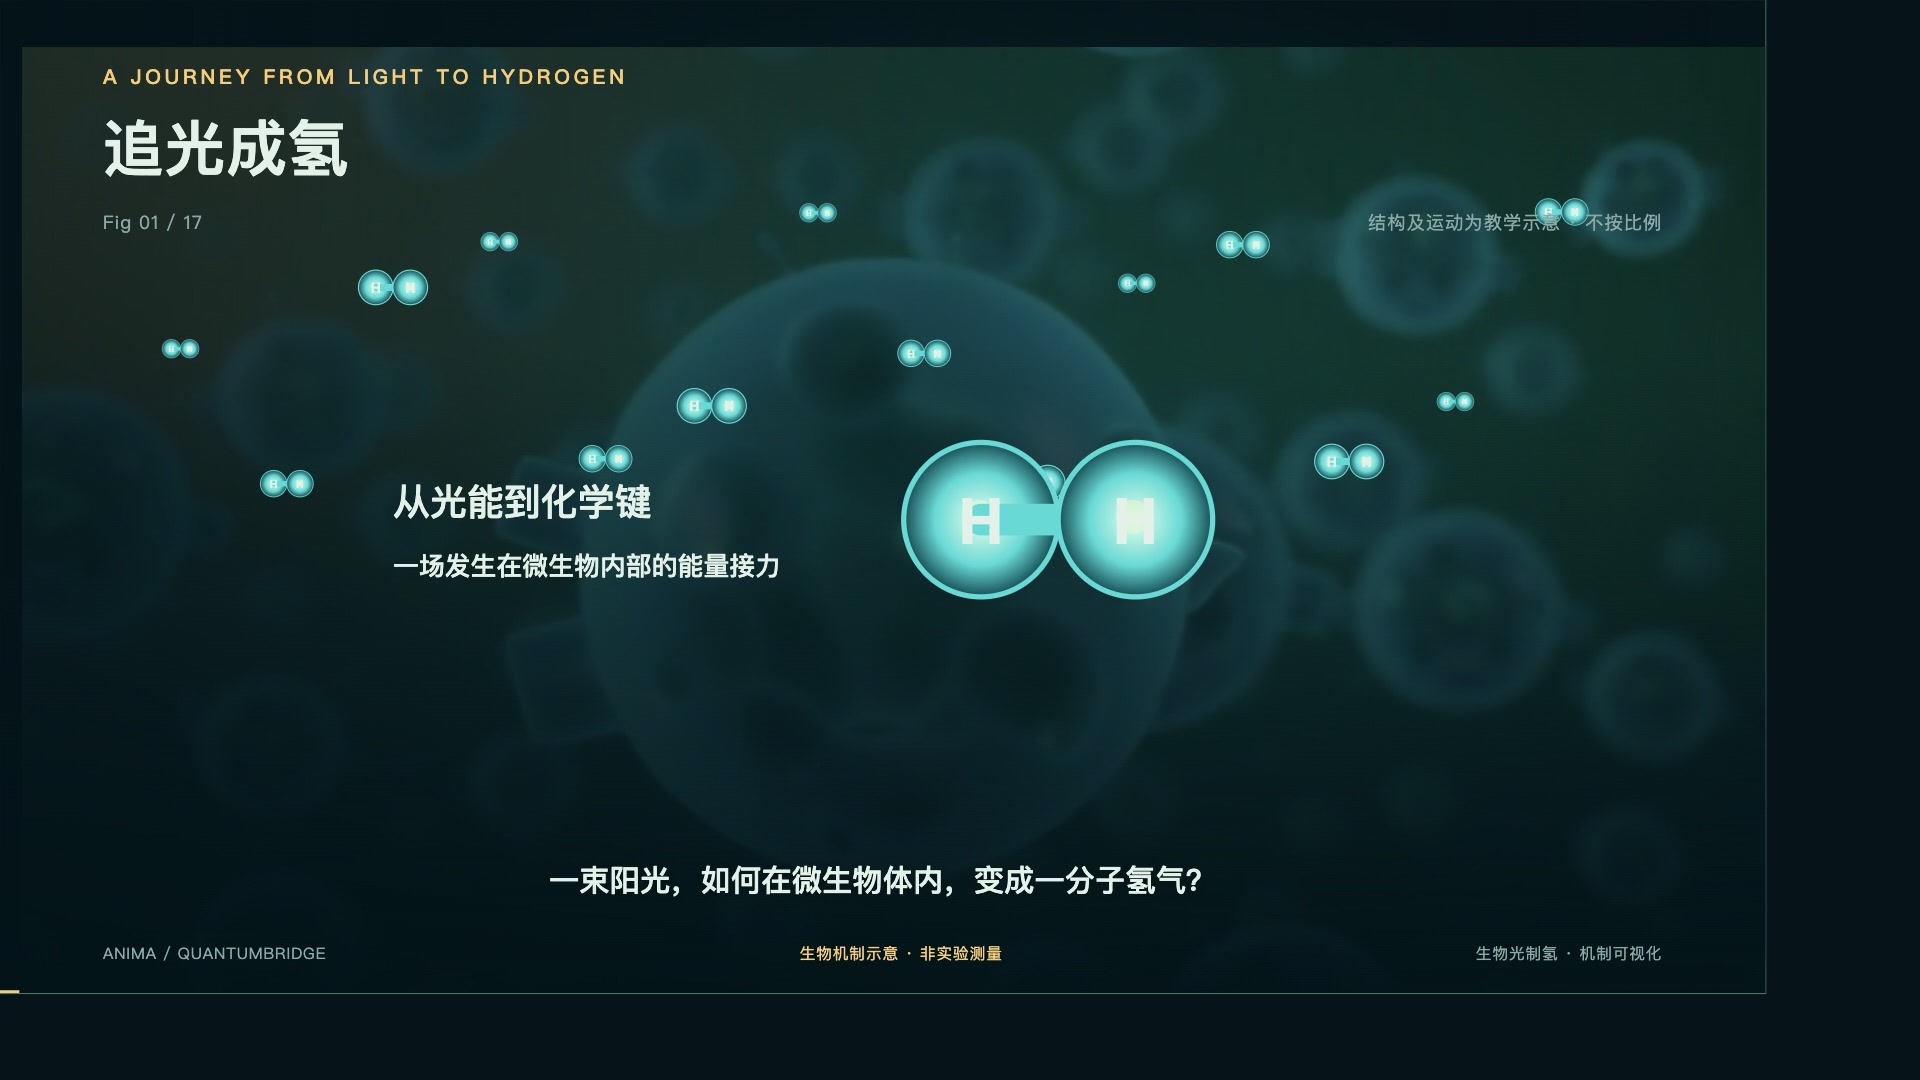 A JOURNEY FROM LIGHT TO HYDROGEN
追光成氢
Fig 01 / 17
结构及运动为教学示意 不按比例
从光能到化学键
一场发生在微生物内部的能量接力
H H
一束阳光，如何在微生物体内，变成一分子氢气？
ANIMA / QUANTUMBRIDGE
生物机制示意 · 非实验测量
生物光制氢 · 机制可视化